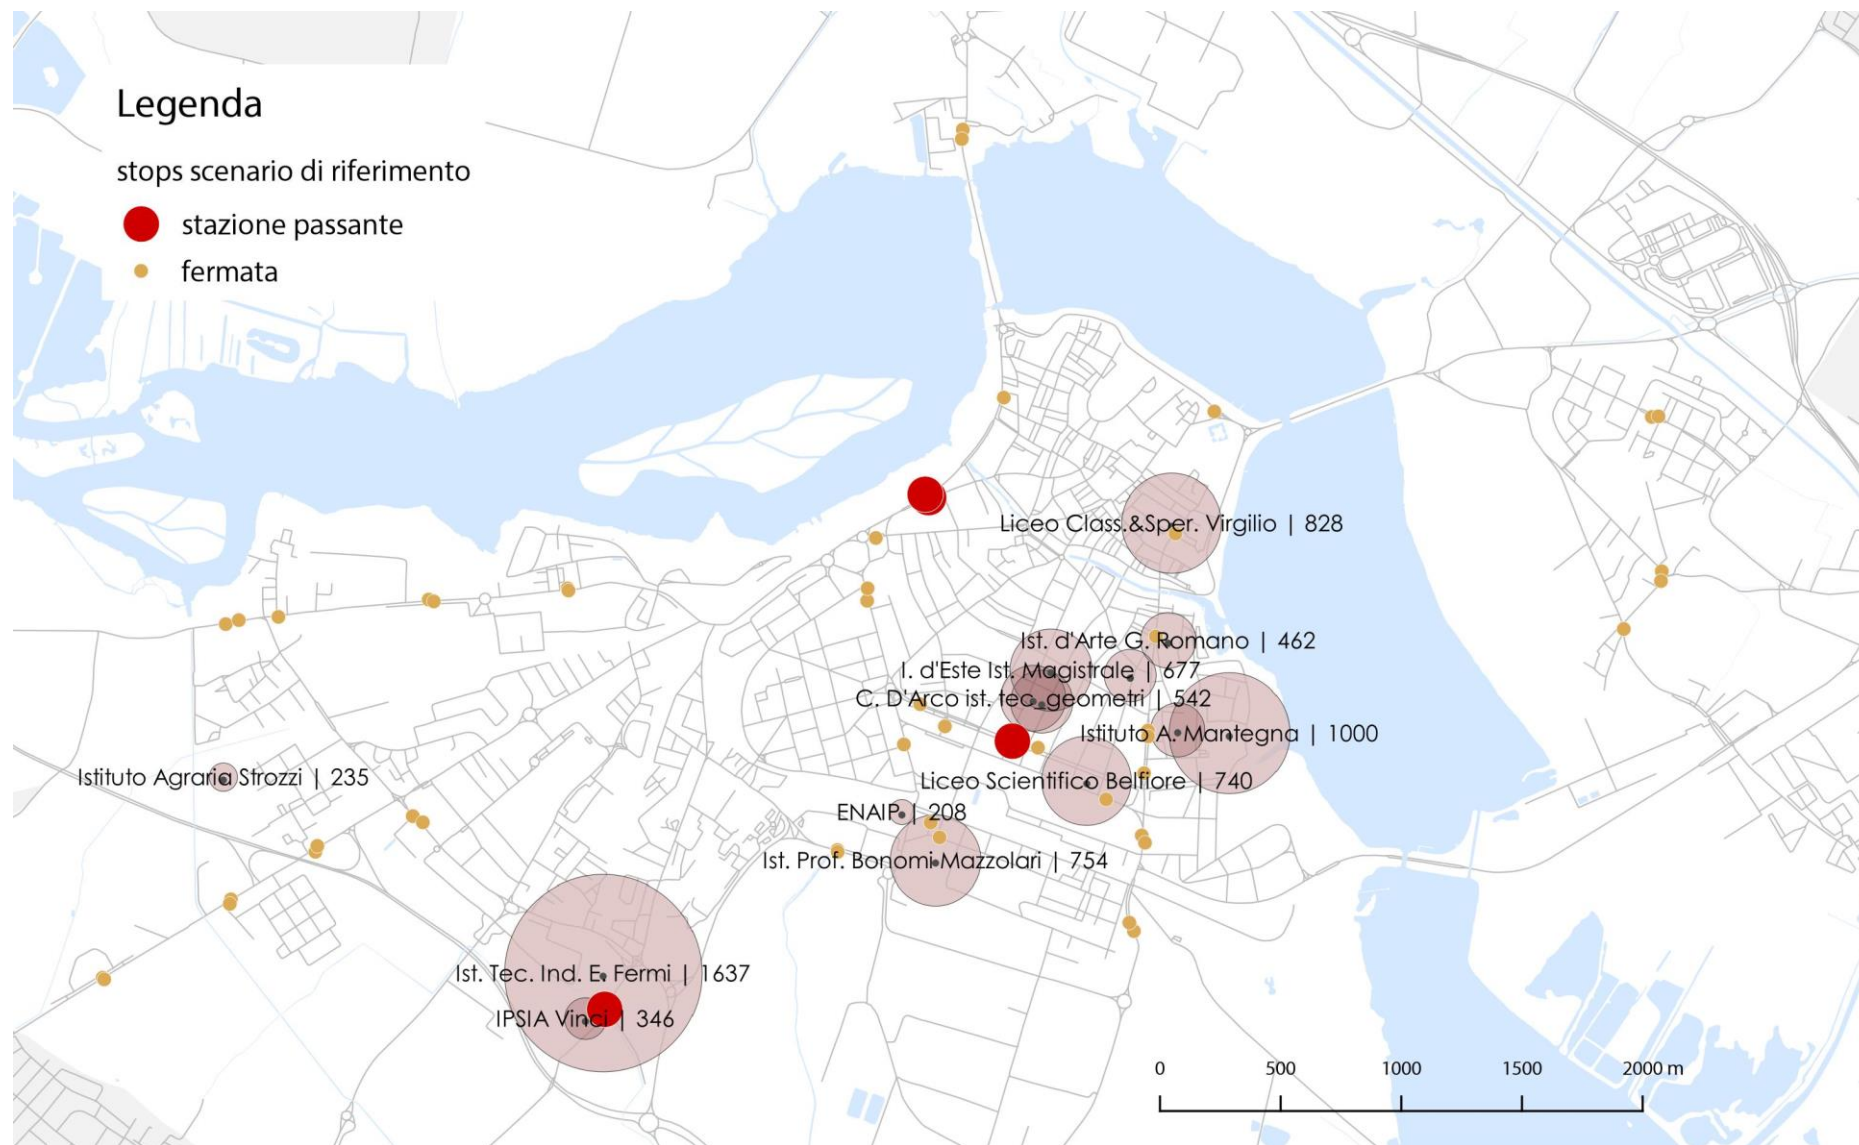 Legenda
stops scenario di riferimento
stazione passante
fermata
Liceo Class.&Sper. Virgilio | 828
Ist. d'Arte G. Romano | 462
I. d'Este Ist. Magistrale | 677
C. D'Arco ist. tec. geometri | 542
Istituto A. Mantegna | 1000
Istituto Agraria Strozzi | 235
Liceo Scientifico Belfiore | 740
ENAIP | 208
Ist. Prof. Bonomi Mazzolari | 754
Ist. Tec. Ind. E. Fermi | 1637
IPSIA Vinci | 346
0 500 1000 1500 2000 m